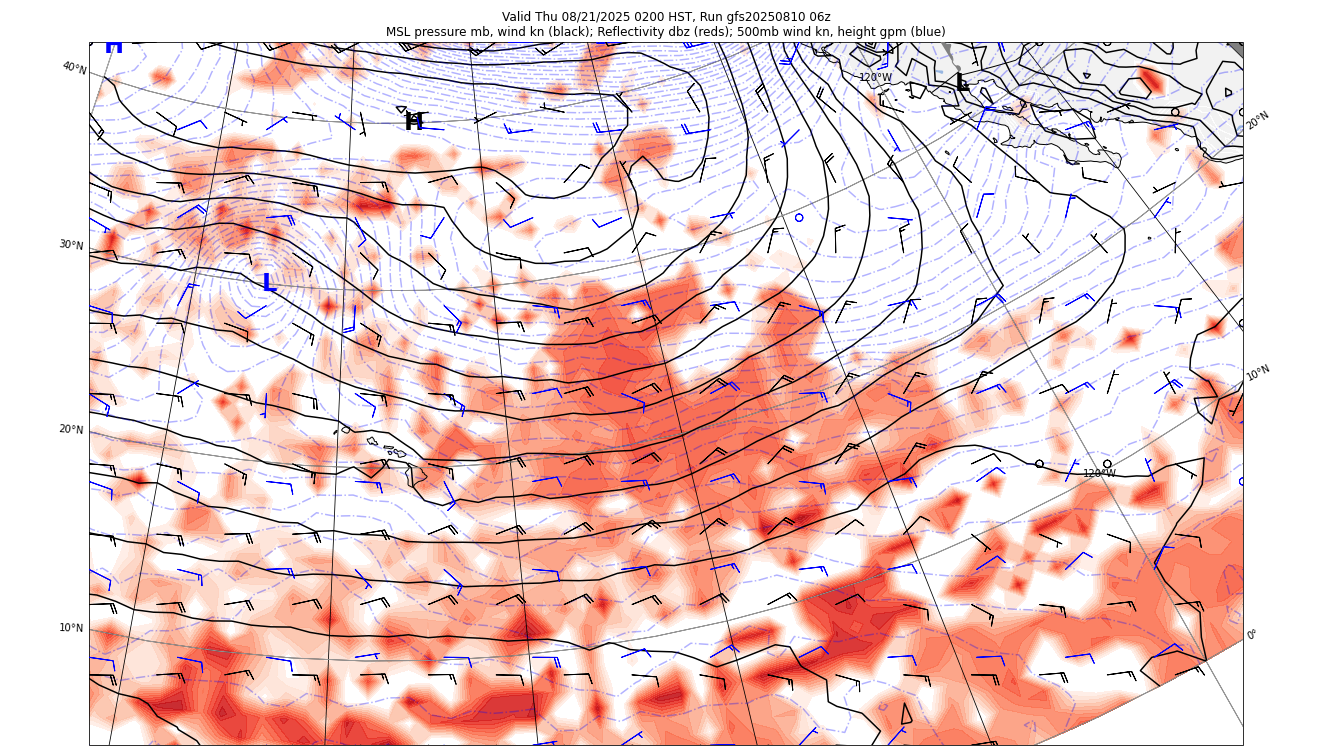 Valid Thu 08/21/2025 0200 HST, Run gfs20250810 06z
MSL pressure mb, wind kn (black); Reflectivity dbz (reds); 500mb wind kn, height gpm (blue)
H
40°N
120°W
L
H
20°N
30°N
L
10°N
20°N
120°W
10°N
0°